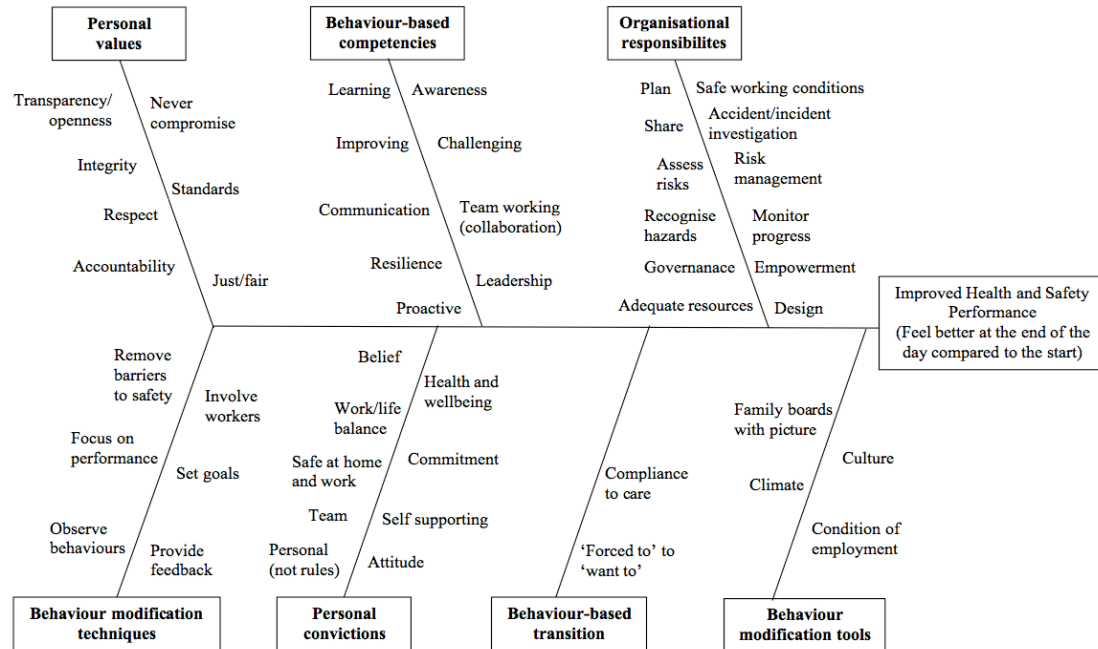 Personal
values
Behaviour-based
competencies
Organisational
responsibilites
Transparency/
openness
Never
compromise
Integrity
Standards
Respect
Accountability
Just/fair
Learning
Awareness
Improving
Challenging
Communication
Team working
(collaboration)
Resilience
Leadership
Proactive
Plan
Safe working conditions
Share
Accident/incident
investigation
Assess
risks
Risk
management
Recognise
hazards
Monitor
progress
Governanace
Empowerment
Adequate resources
Design
Improved Health and Safety
Performance
(Feel better at the end of the
day compared to the start)
Remove
barriers
to safety
Involve
workers
Focus on
performance
Set goals
Observe
behaviours
Provide
feedback
Belief
Health and
wellbeing
Work/life
balance
Commitment
Safe at home
and work
Team
Self supporting
Personal
(not rules)
Attitude
Compliance
to care
‘Forced to’ to
‘want to’
Family boards
with picture
Culture
Climate
Condition of
employment
Behaviour modification
techniques
Personal
convictions
Behaviour-based
transition
Behaviour
modification tools